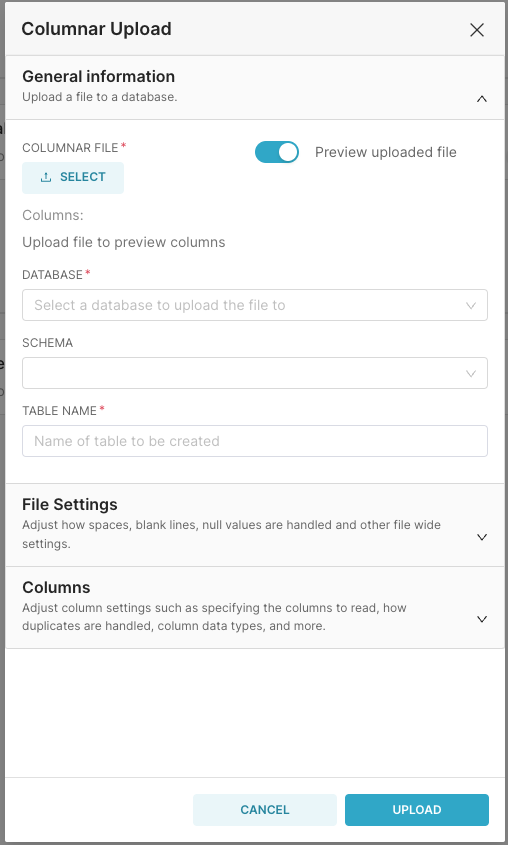 Columnar Upload
General information
Upload a file to a database.
COLUMNAR FILE*
Preview uploaded file
SELECT
Columns:
Upload file to preview columns
DATABASE*
Select a database to upload the file to
SCHEMA
TABLE NAME*
Name of table to be created
File Settings
Adjust how spaces, blank lines, null values are handled and other file wide
settings.
Columns
Adjust column settings such as specifying the columns to read, how
duplicates are handled, column data types, and more.
CANCEL
UPLOAD